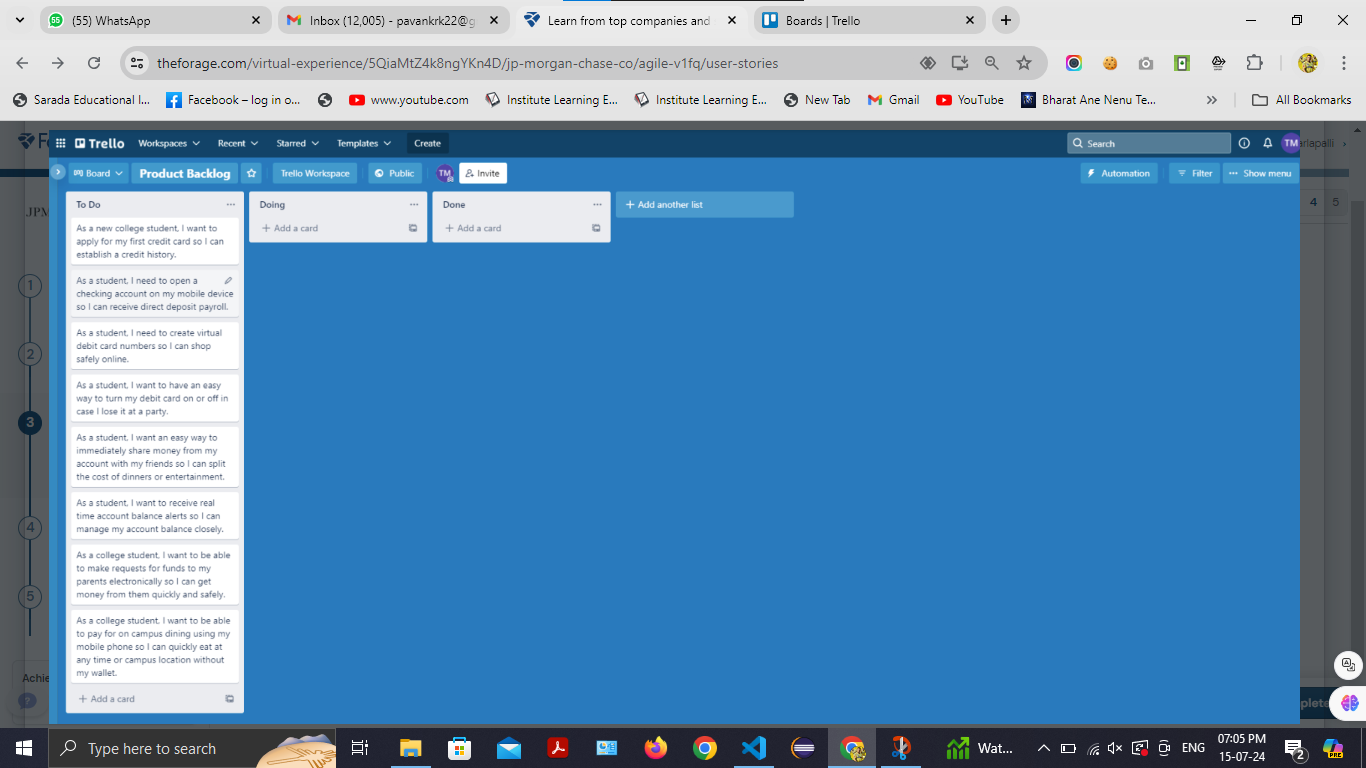 (55) WhatsApp
Inbox (12,005) - pavankrk22@g
Learn from top companies and
Boards | Trello
theforage.com/virtual-experience/5QiaMtZ4k8ngYKn4D/jp-morgan-chase-co/agile-v1fq/user-stories
Sarada Educational I...
Facebook – log in o...
www.youtube.com
Institute Learning E...
Institute Learning E...
New Tab
Gmail
YouTube
Bharat Ane Nenu Te...
All Bookmarks
Trello
Workspaces
Recent
Starred
Templates
Create
Search
TM
Board
Product Backlog
Trello Workspace
Public
TM
Invite
Automation
Filter
Show menu
JPM
4 5
1
2
3
4
5
To Do
As a new college student, I want to
apply for my first credit card so I can
establish a credit history.
As a student, I need to open a
checking account on my mobile device
so I can receive direct deposit payroll.
As a student, I need to create virtual
debit card numbers so I can shop
safely online.
As a student, I want to have an easy
way to turn my debit card on or off in
case I lose it at a party.
As a student, I want an easy way to
immediately share money from my
account with my friends so I can split
the cost of dinners or entertainment.
As a student, I want to receive real
time account balance alerts so I can
manage my account balance closely.
As a college student, I want to be able
to make requests for funds to my
parents electronically so I can get
money from them quickly and safely.
As a college student, I want to be able
to pay for on campus dining using my
mobile phone so I can quickly eat at
any time or campus location without
my wallet.
+ Add a card
Doing
+ Add a card
Done
+ Add a card
+ Add another list
Achie
plete
Type here to search
Wat...
ENG
07:05 PM
15-07-24
2
PRE